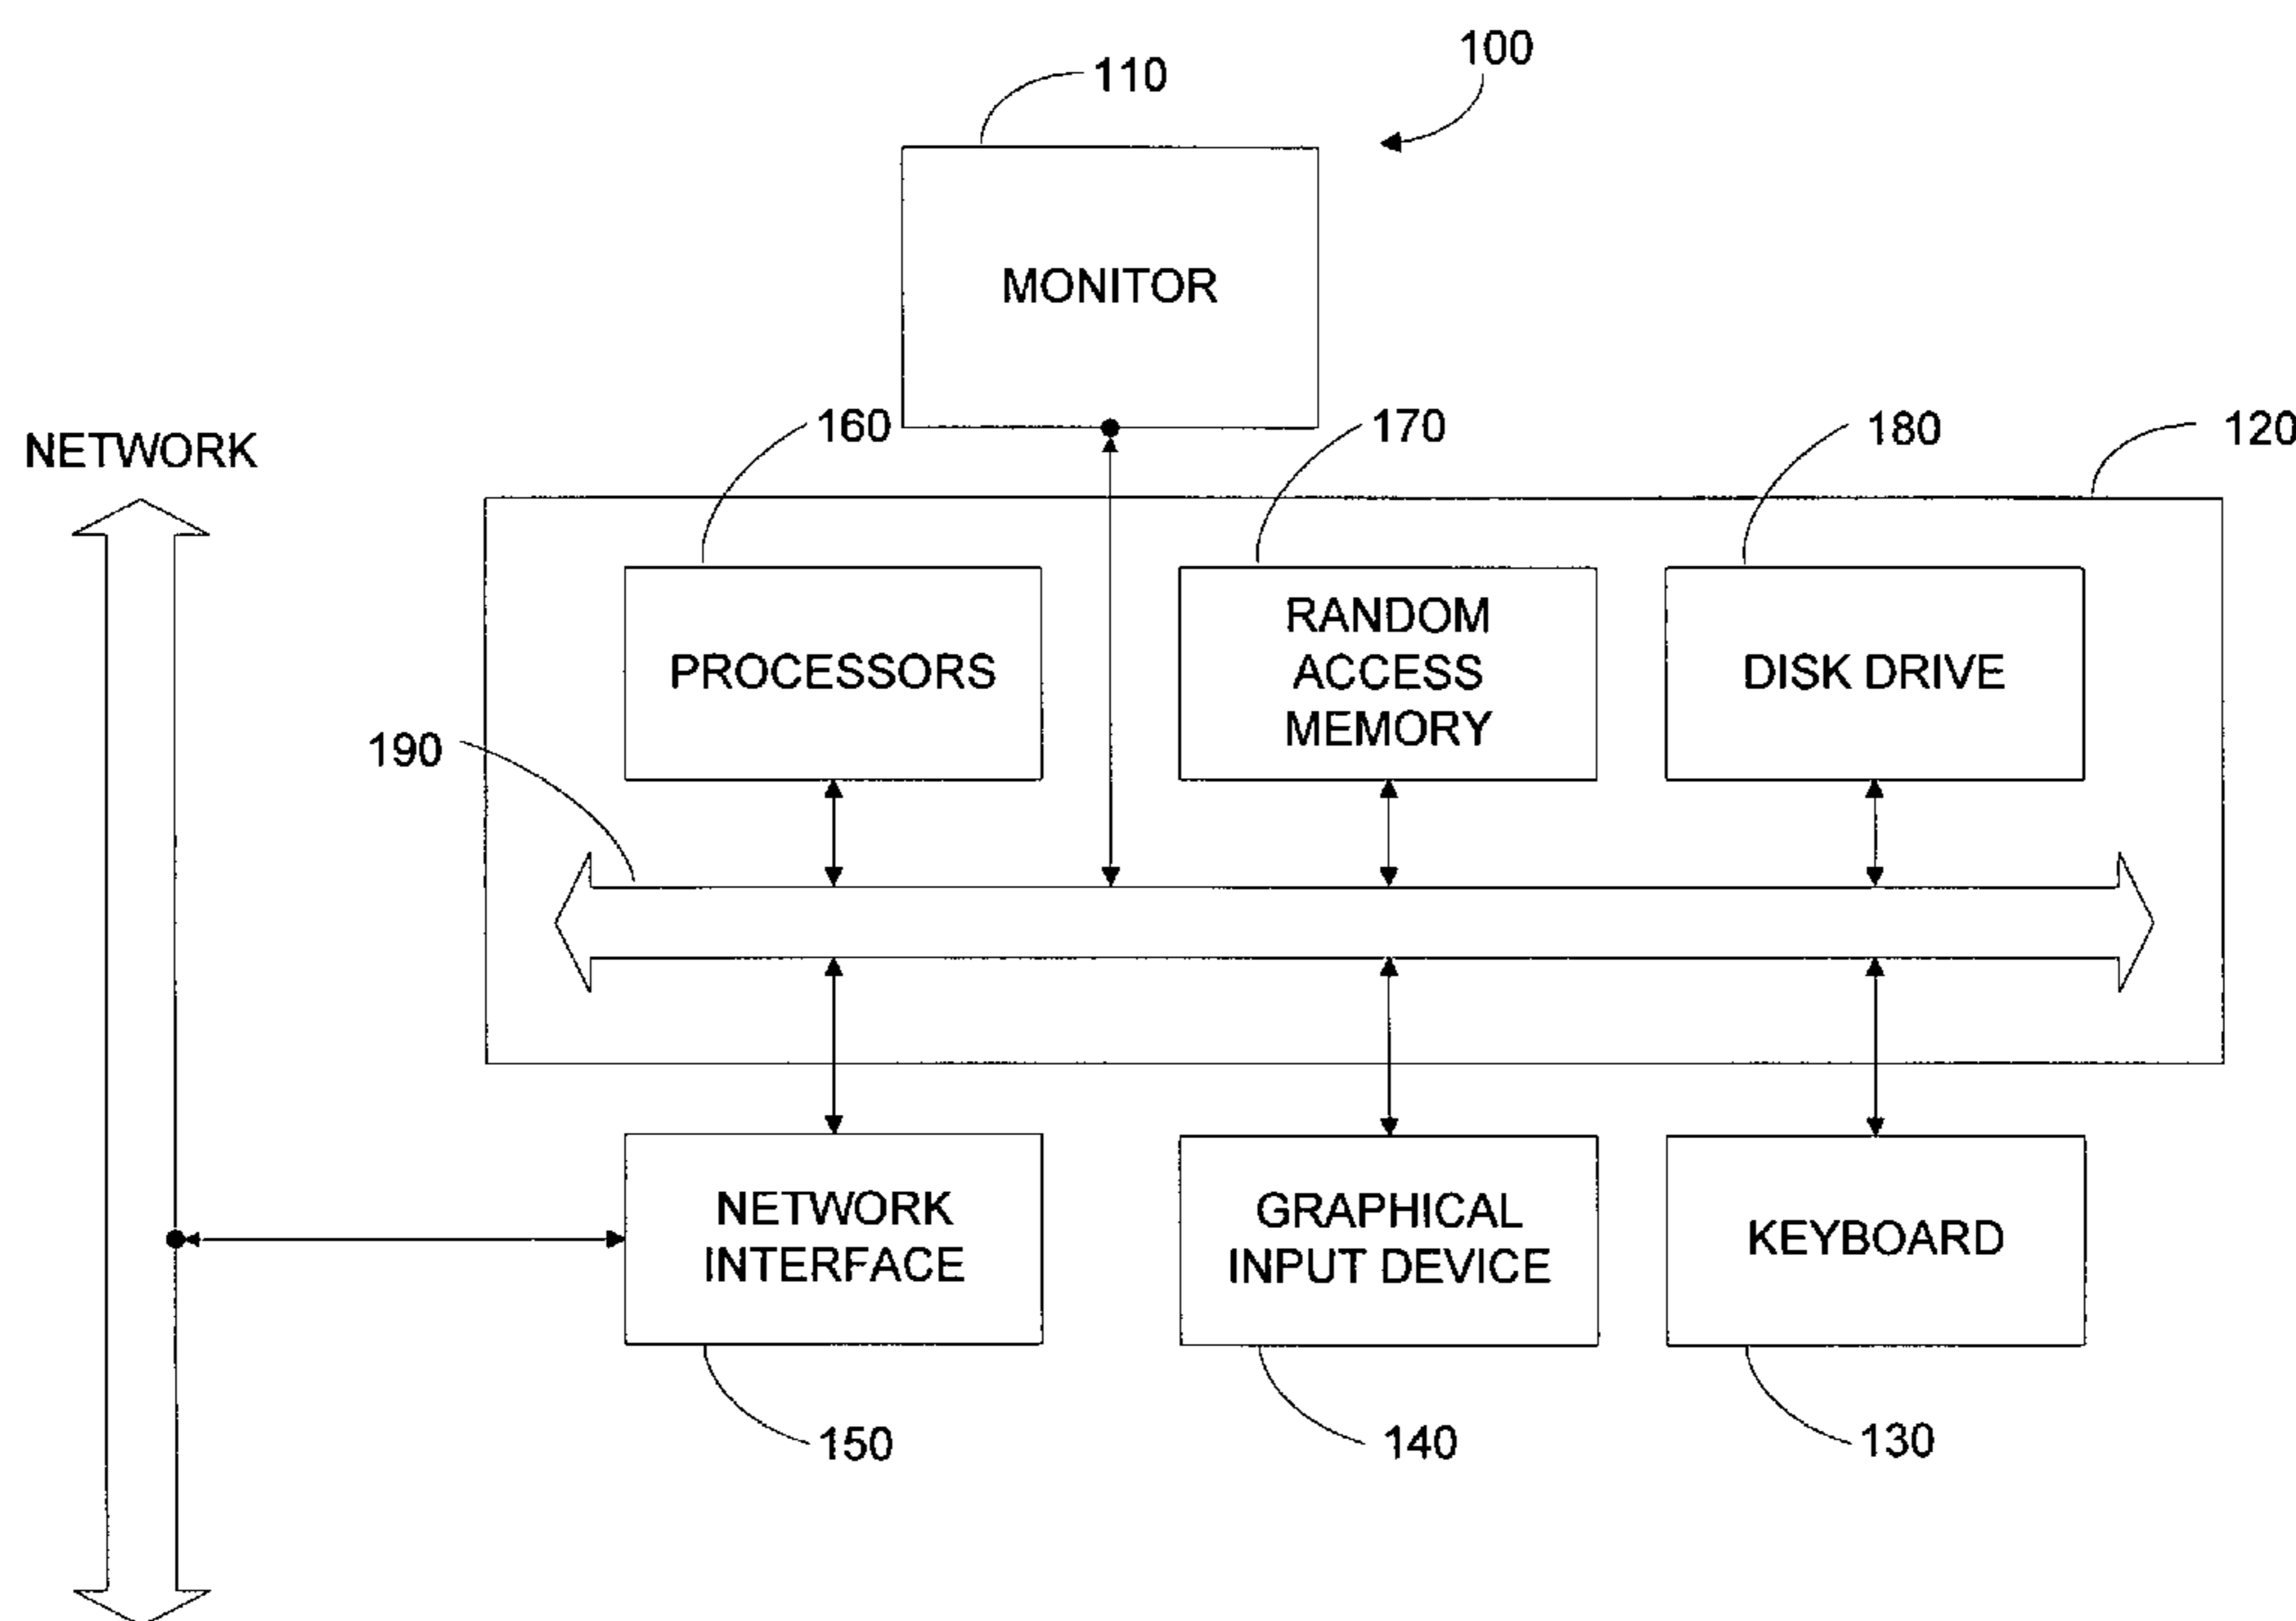 100
110
MONITOR
NETWORK
160
170
180
120
PROCESSORS
RANDOM
ACCESS
MEMORY
DISK DRIVE
190
NETWORK
INTERFACE
GRAPHICAL
INPUT DEVICE
KEYBOARD
150
140
130